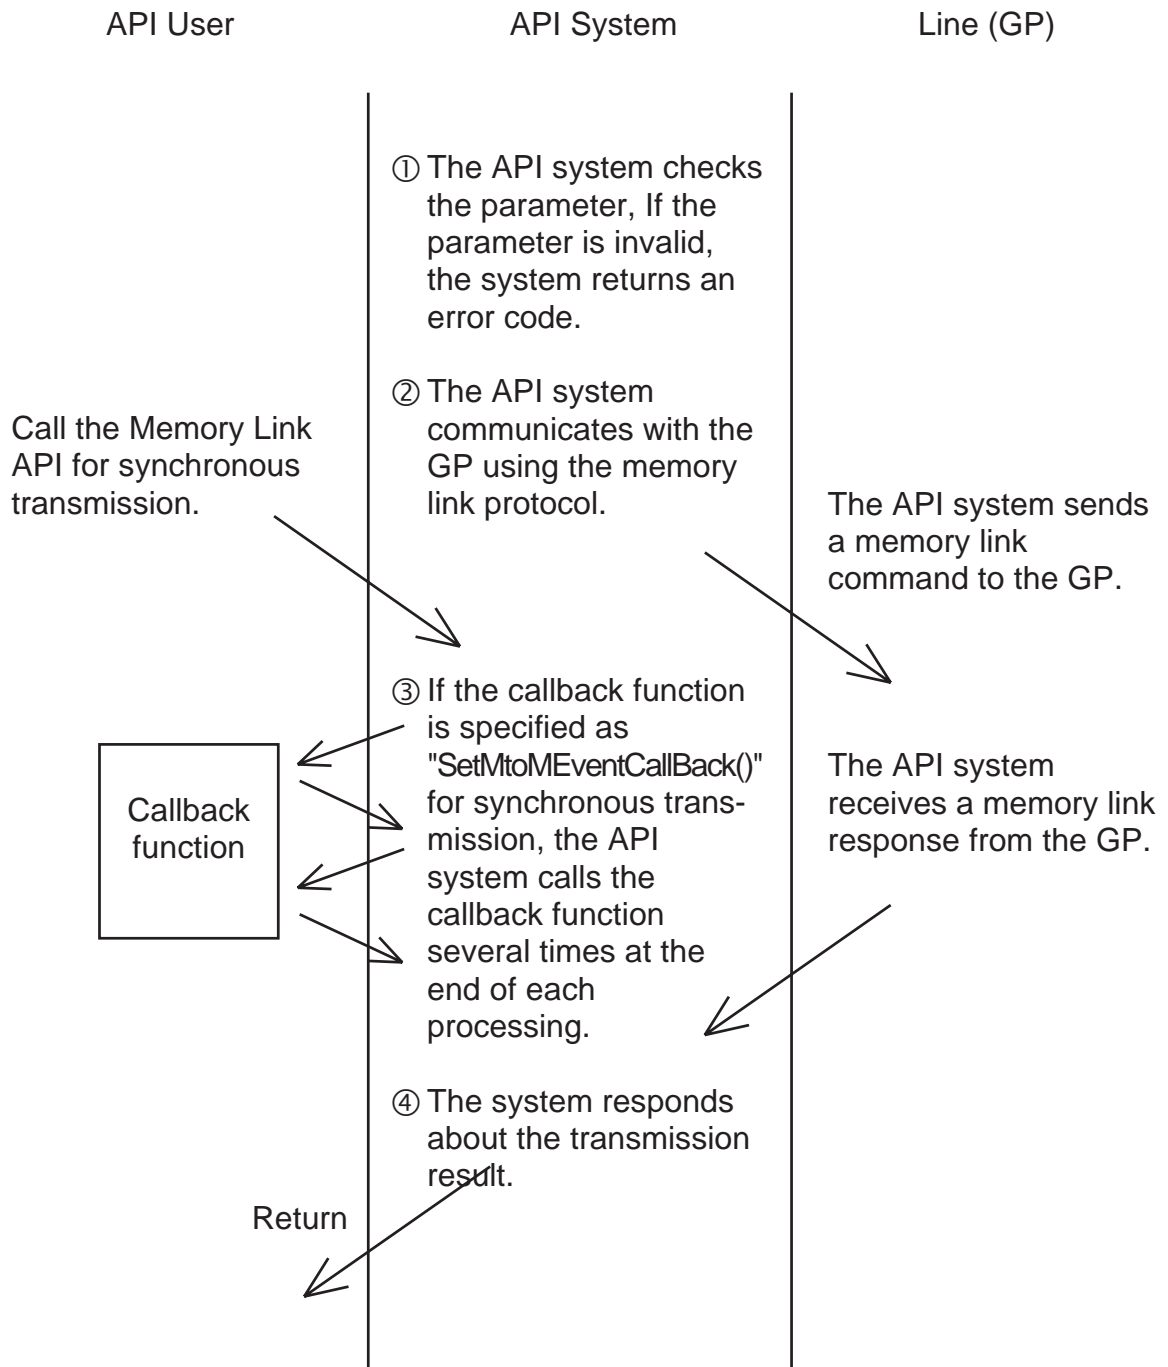 API User
API System
Line (GP)
① The API system checks
the parameter, If the
parameter is invalid,
the system returns an
error code.
② The API system
communicates with the
GP using the memory
link protocol.
Call the Memory Link
API for synchronous
transmission.
The API system sends
a memory link
command to the GP.
③ If the callback function
is specified as
"SetMtoMEventCallBack()"
for synchronous trans-
mission, the API
system calls the
callback function
several times at the
end of each
processing.
Callback
function
The API system
receives a memory link
response from the GP.
④ The system responds
about the transmission
result.
Return